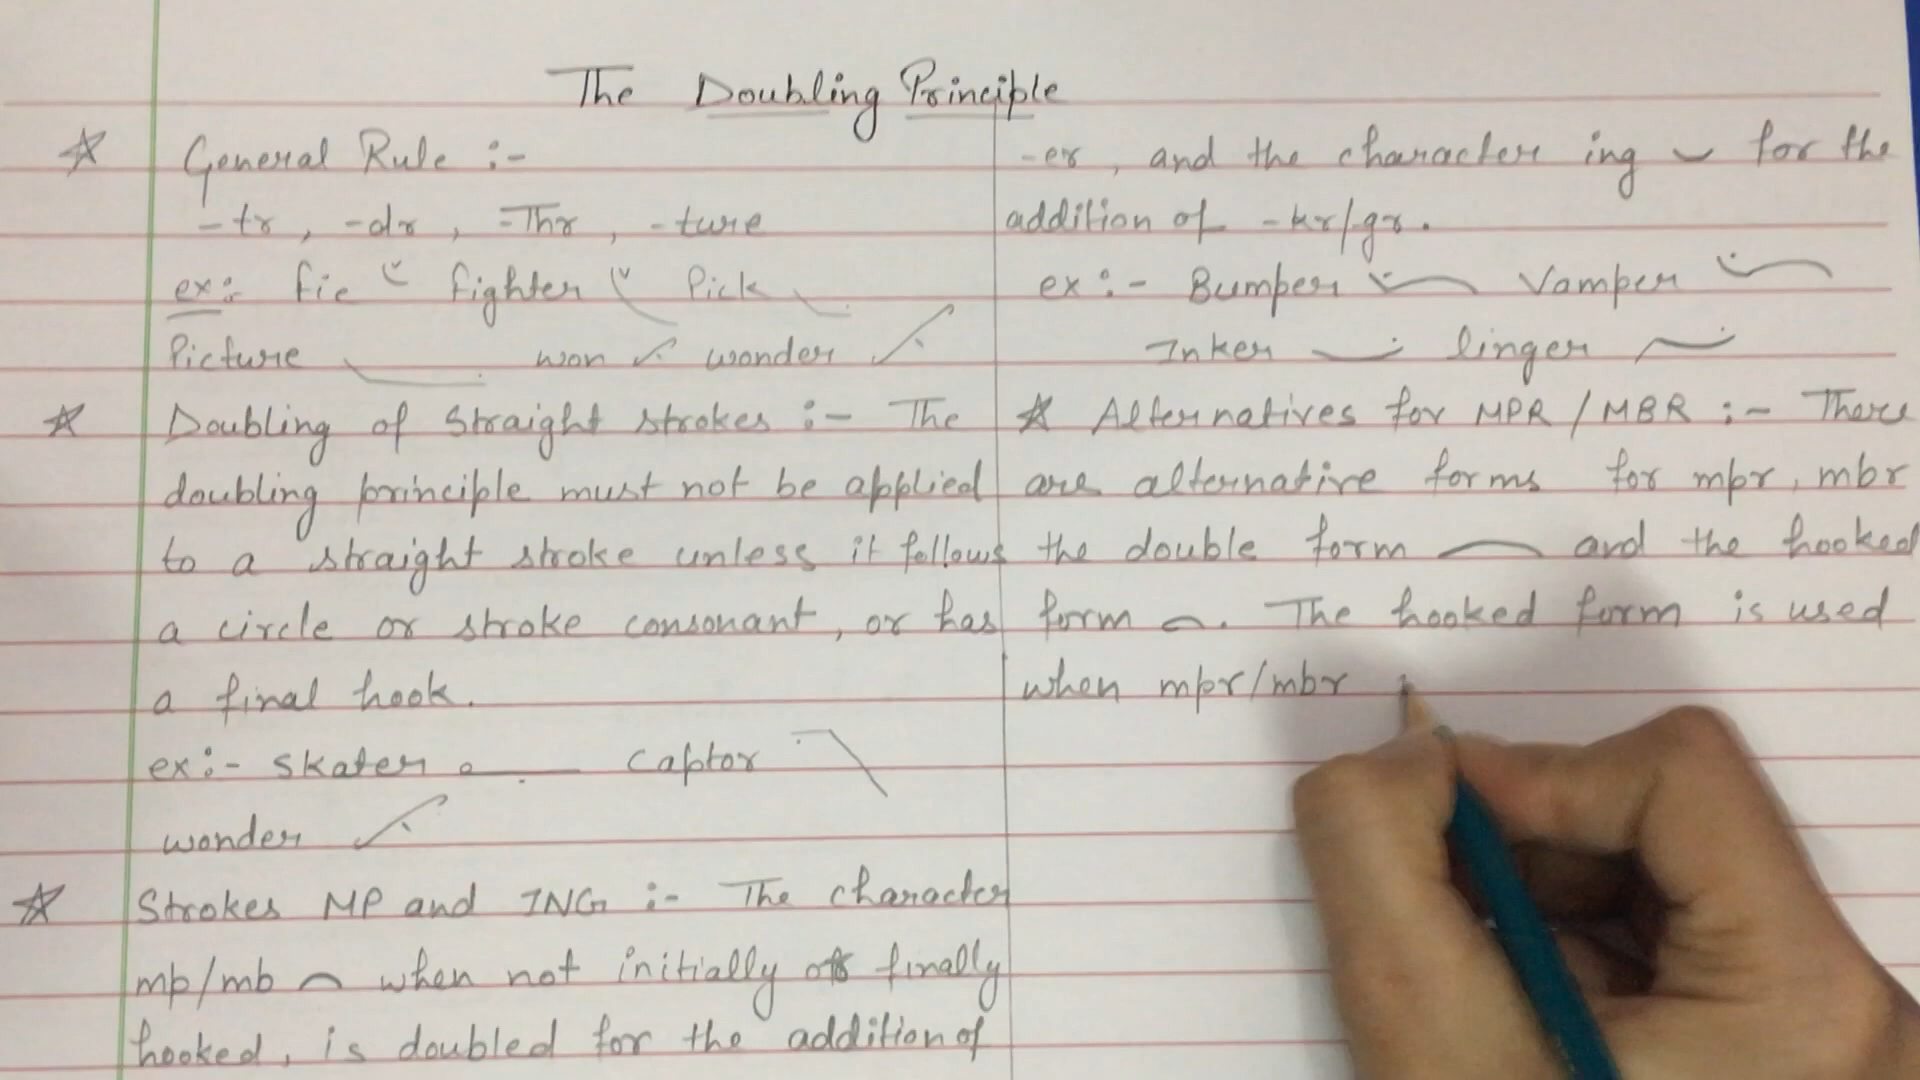 The Doubling Principle
☆ General Rule :-
-tr, -dr, -Thr, -ture
ex:- fie fighter Pick
Picture won wonder
☆ Doubling of Straight strokes :- The
doubling principle must not be applied
to a straight stroke unless it follows
a circle or stroke consonant, or has
a final hook.
ex:- skater captor
wonder
☆ Strokes MP and ING :- The character
mp/mb when not initially or finally
hooked, is doubled for the addition of
-er, and the character ing for the
addition of -kr/gr.
ex:- Bumper Vamper
Inker linger
☆ Alternatives for MPR/MBR :- There
are alternative forms for mpr, mbr
the double form and the hooked
form . The hooked form is used
when mpr/mbr